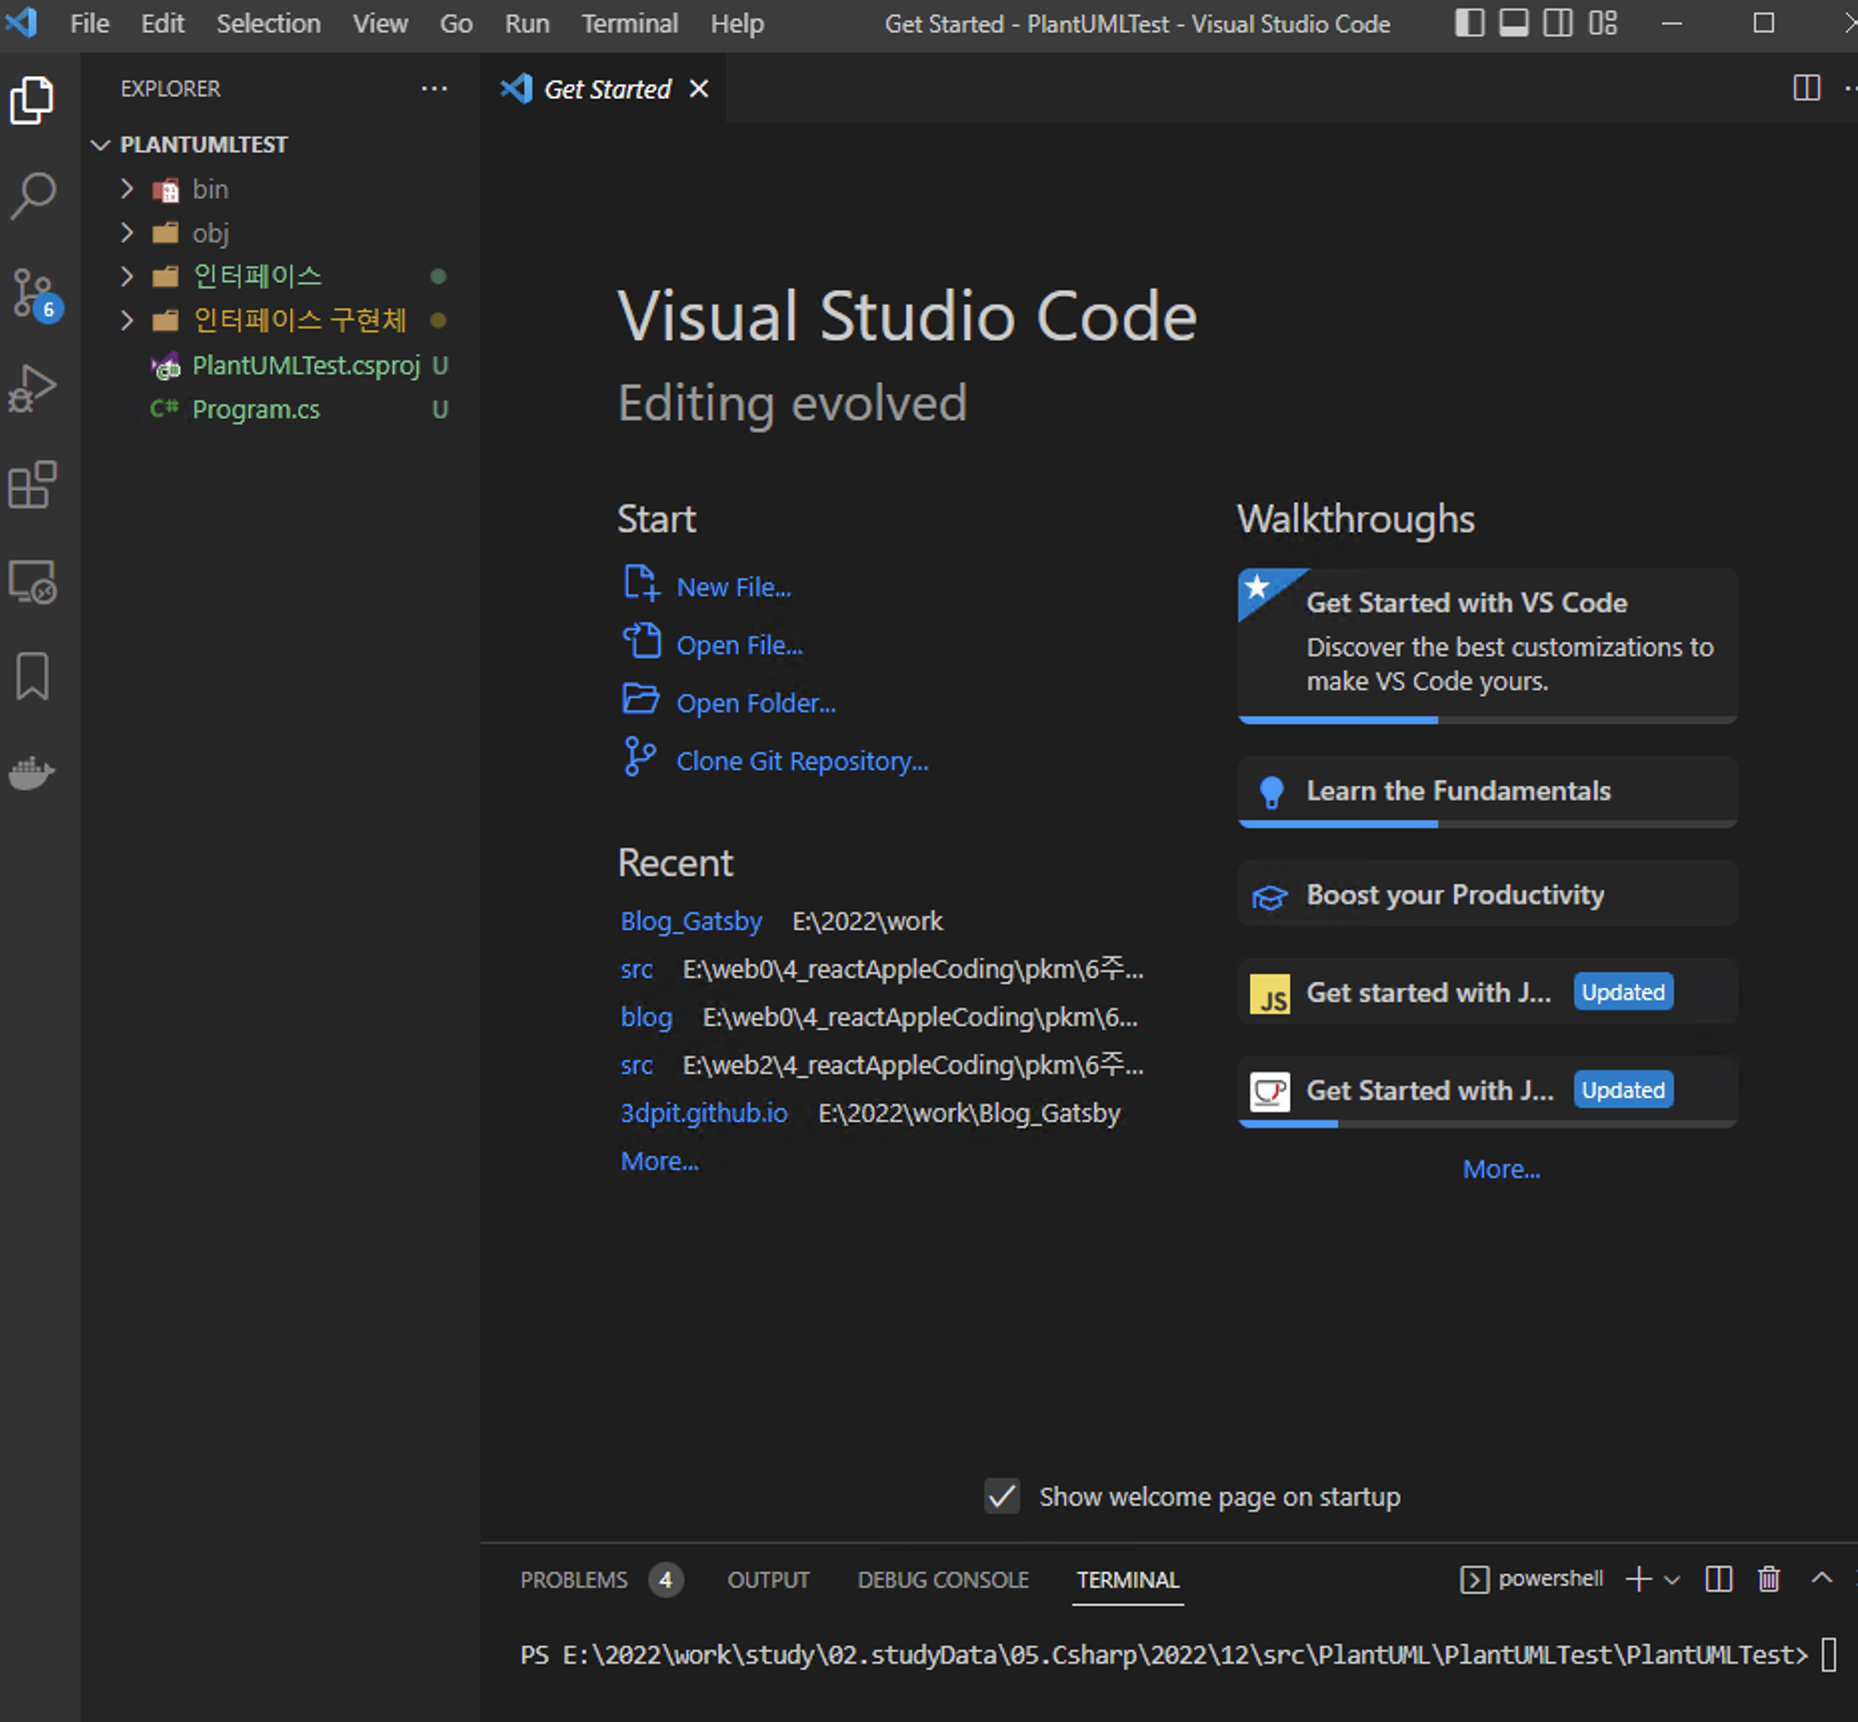 File Edit Selection View Go Run Terminal Help Get Started - PlantUMLTest - Visual Studio Code
EXPLORER
PLANTUMLTEST
bin
obj
인터페이스
인터페이스 구현체
PlantUMLTest.csproj U
C# Program.cs U
6
Get Started
Visual Studio Code
Editing evolved
Start
New File...
Open File...
Open Folder...
Clone Git Repository...
Recent
Blog_Gatsby E:\2022\work
src E:\web0\4_reactAppleCoding\pkm\6주...
blog E:\web0\4_reactAppleCoding\pkm\6...
src E:\web2\4_reactAppleCoding\pkm\6주...
3dpit.github.io E:\2022\work\Blog_Gatsby
More...
Walkthroughs
Get Started with VS Code
Discover the best customizations to
make VS Code yours.
Learn the Fundamentals
Boost your Productivity
JS Get started with J... Updated
Get Started with J... Updated
More...
Show welcome page on startup
PROBLEMS 4 OUTPUT DEBUG CONSOLE TERMINAL powershell
PS E:\2022\work\study\02.studyData\05.Csharp\2022\12\src\PlantUML\PlantUMLTest\PlantUMLTest>